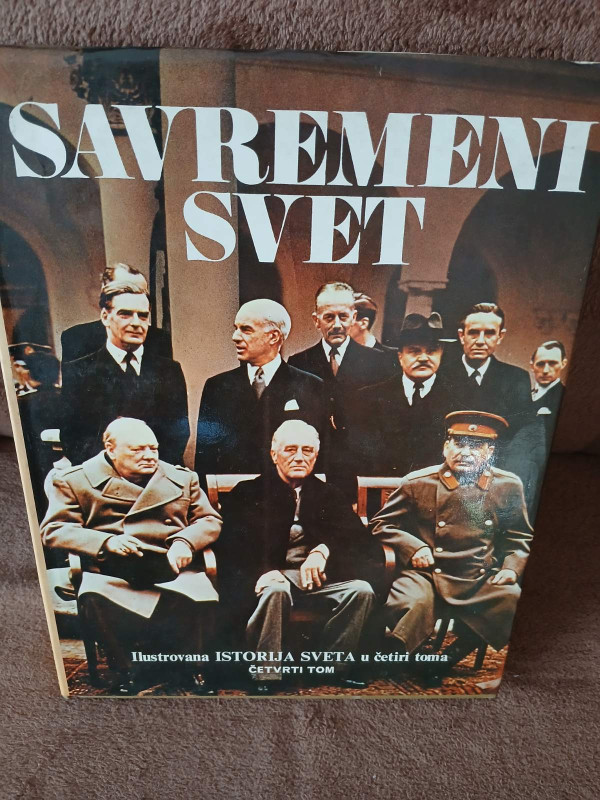 SAVREMENI
SVET
Ilustrovana ISTORIJA SVETA u četiri toma
ČETVRTI TOM